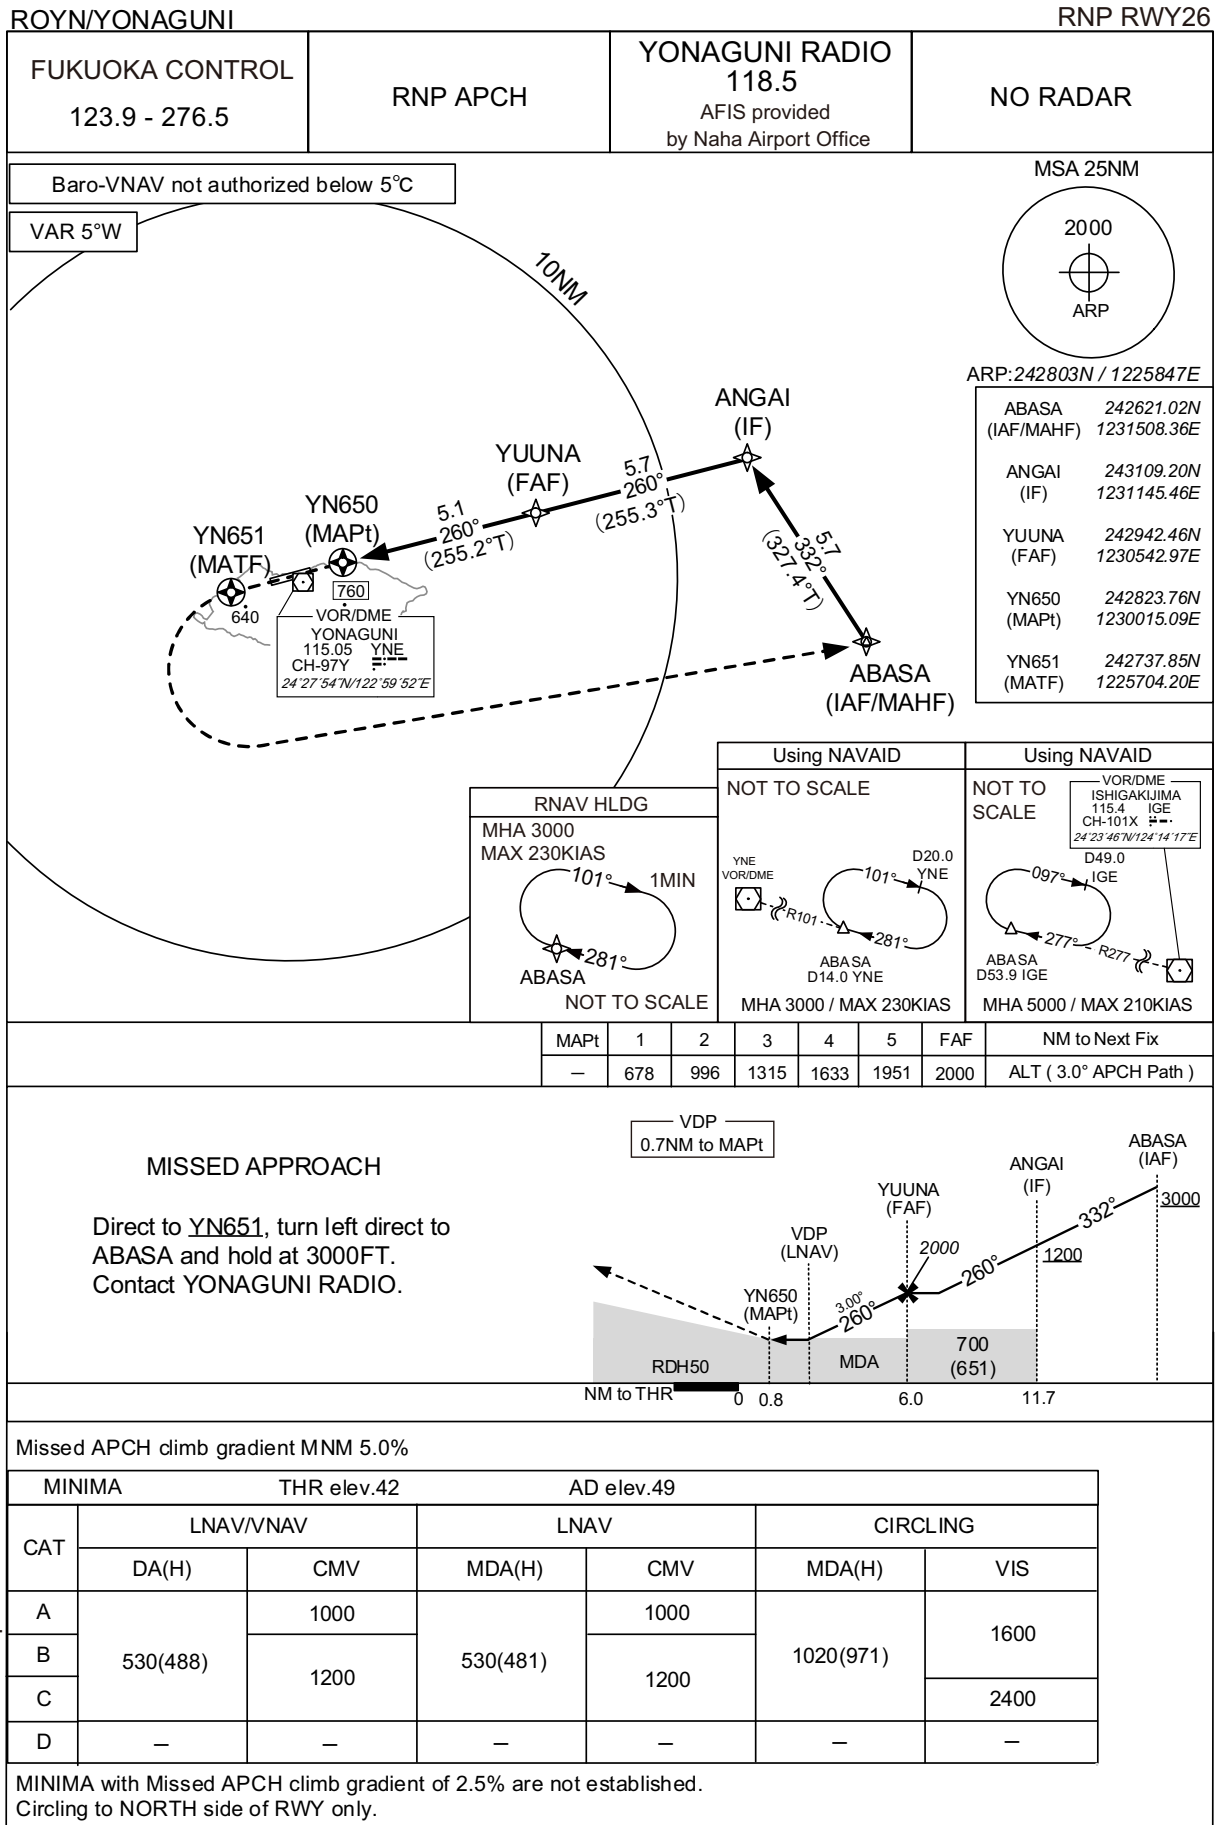 ROYN/YONAGUNI
RNP RWY26
FUKUOKA CONTROL
123.9 - 276.5
RNP APCH
YONAGUNI RADIO
118.5
AFIS provided
by Naha Airport Office
NO RADAR
Baro-VNAV not authorized below 5℃
VAR 5°W
10NM
MSA 25NM
2000
ARP
ARP:242803N / 1225847E
ABASA 242621.02N
(IAF/MAHF) 1231508.36E
ANGAI 243109.20N
(IF) 1231145.46E
YUUNA 242942.46N
(FAF) 1230542.97E
YN650 242823.76N
(MAPt) 1230015.09E
YN651 242737.85N
(MATF) 1225704.20E
ANGAI
(IF)
YUUNA
(FAF)
YN650
(MAPt)
YN651
(MATF)
5.7
260°
(255.3°T)
5.1
260°
(255.2°T)
5.7
332°
(327.4°T)
760
640
VOR/DME
YONAGUNI
115.05 YNE
CH-97Y
24°27'54"N/122°59'52"E
ABASA
(IAF/MAHF)
RNAV HLDG
MHA 3000
MAX 230KIAS
101°
1MIN
281°
ABASA
NOT TO SCALE
Using NAVAID
NOT TO SCALE
YNE
VOR/DME
R101
101°
D20.0
YNE
281°
ABASA
D14.0 YNE
MHA 3000 / MAX 230KIAS
Using NAVAID
NOT TO
SCALE
VOR/DME
ISHIGAKIJIMA
115.4 IGE
CH-101X
24°23'46"N/124°14'17"E
D49.0
IGE
097°
277°
R277
ABASA
D53.9 IGE
MHA 5000 / MAX 210KIAS
MAPt 1 2 3 4 5 FAF NM to Next Fix
— 678 996 1315 1633 1951 2000 ALT ( 3.0° APCH Path )
MISSED APPROACH
Direct to YN651, turn left direct to
ABASA and hold at 3000FT.
Contact YONAGUNI RADIO.
VDP
0.7NM to MAPt
ABASA
(IAF)
ANGAI
(IF)
YUUNA
(FAF)
VDP
(LNAV)
YN650
(MAPt)
3000
332°
1200
2000
260°
3.00°
260°
700
(651)
MDA
RDH50
NM to THR 0 0.8 6.0 11.7
Missed APCH climb gradient MNM 5.0%
MINIMA THR elev.42 AD elev.49
CAT LNAV/VNAV LNAV CIRCLING
DA(H) CMV MDA(H) CMV MDA(H) VIS
A 530(488) 1000 530(481) 1000 1020(971) 1600
B 1200 1200
C 2400
D — — — — — —
MINIMA with Missed APCH climb gradient of 2.5% are not established.
Circling to NORTH side of RWY only.